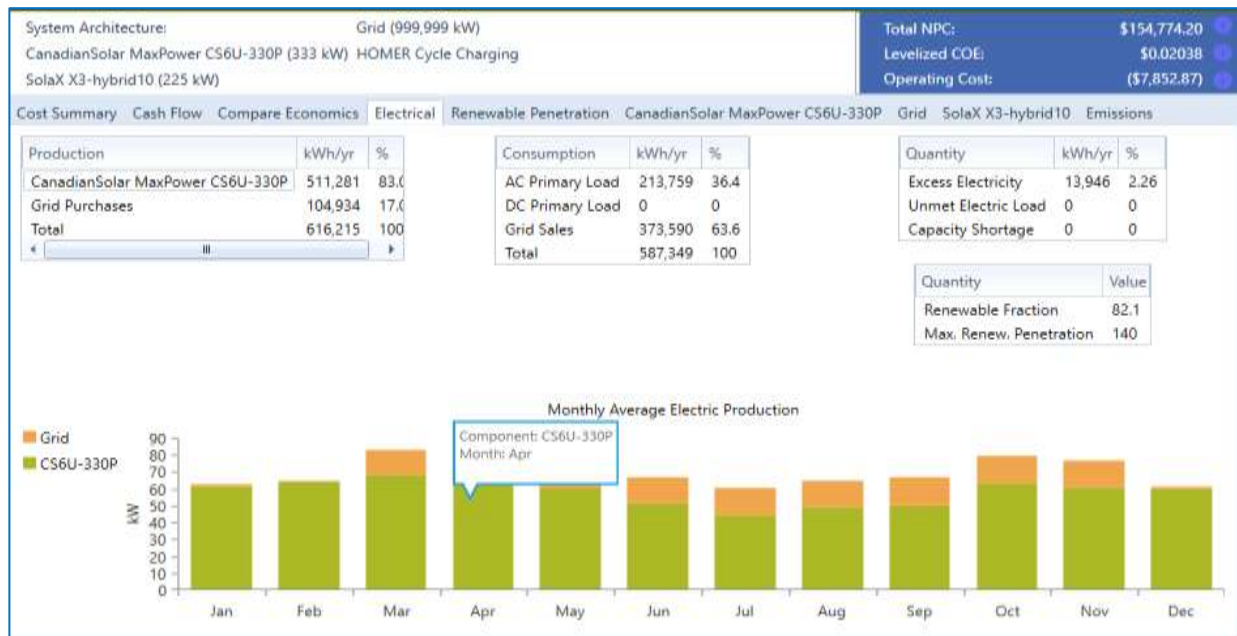 System Architecture: Grid (999,999 kW)
CanadianSolar MaxPower CS6U-330P (333 kW) HOMER Cycle Charging
SolaX X3-hybrid10 (225 kW)
Total NPC: $154,774.20
Levelized COE: $0.02038
Operating Cost: ($7,852.87)
Cost Summary Cash Flow Compare Economics Electrical Renewable Penetration CanadianSolar MaxPower CS6U-330P Grid SolaX X3-hybrid10 Emissions
Production kWh/yr %
CanadianSolar MaxPower CS6U-330P 511,281 83.0
Grid Purchases 104,934 17.0
Total 616,215 100
Consumption kWh/yr %
AC Primary Load 213,759 36.4
DC Primary Load 0 0
Grid Sales 373,590 63.6
Total 587,349 100
Quantity kWh/yr %
Excess Electricity 13,946 2.26
Unmet Electric Load 0 0
Capacity Shortage 0 0
Quantity Value
Renewable Fraction 82.1
Max. Renew. Penetration 140
Monthly Average Electric Production
Grid
CS6U-330P
Component: CS6U-330P
Month: Apr
kW
90
80
70
60
50
40
30
20
10
0
Jan Feb Mar Apr May Jun Jul Aug Sep Oct Nov Dec